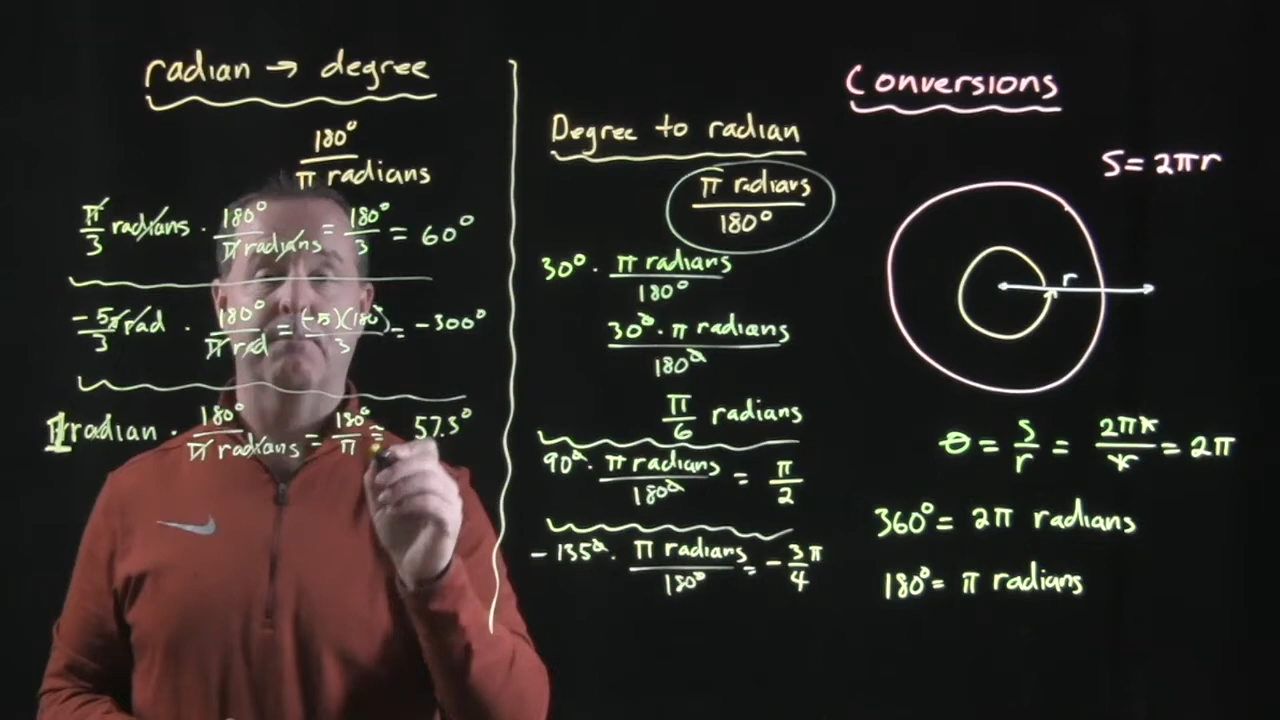 radian → degree
180°
π radians
π/3 radians · 180°/π radians = 180°/3 = 60°
-5π/3 rad · 180°/π rad = (-5)(180)/3 = -300°
1 radian · 180°/π radians = 180°/π ≈ 57.3°
Degree to radian
π radians
180°
30° · π radians/180°
30° · π radians
180°
π/6 radians
90° · π radians/180° = π/2
-135° · π radians/180° = -3π/4
Conversions
S = 2πr
r
θ = s/r = 2πr/r = 2π
360° = 2π radians
180° = π radians